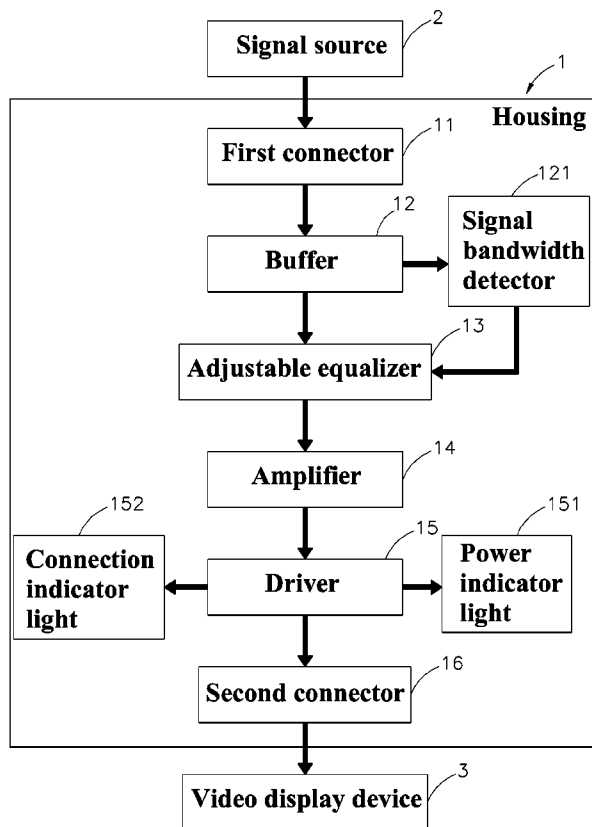 2
Signal source
1
Housing
11
First connector
121
12
Signal
bandwidth
detector
Buffer
13
Adjustable equalizer
14
Amplifier
152
151
15
Connection
indicator
light
Driver
Power
indicator
light
16
Second connector
Video display device
3